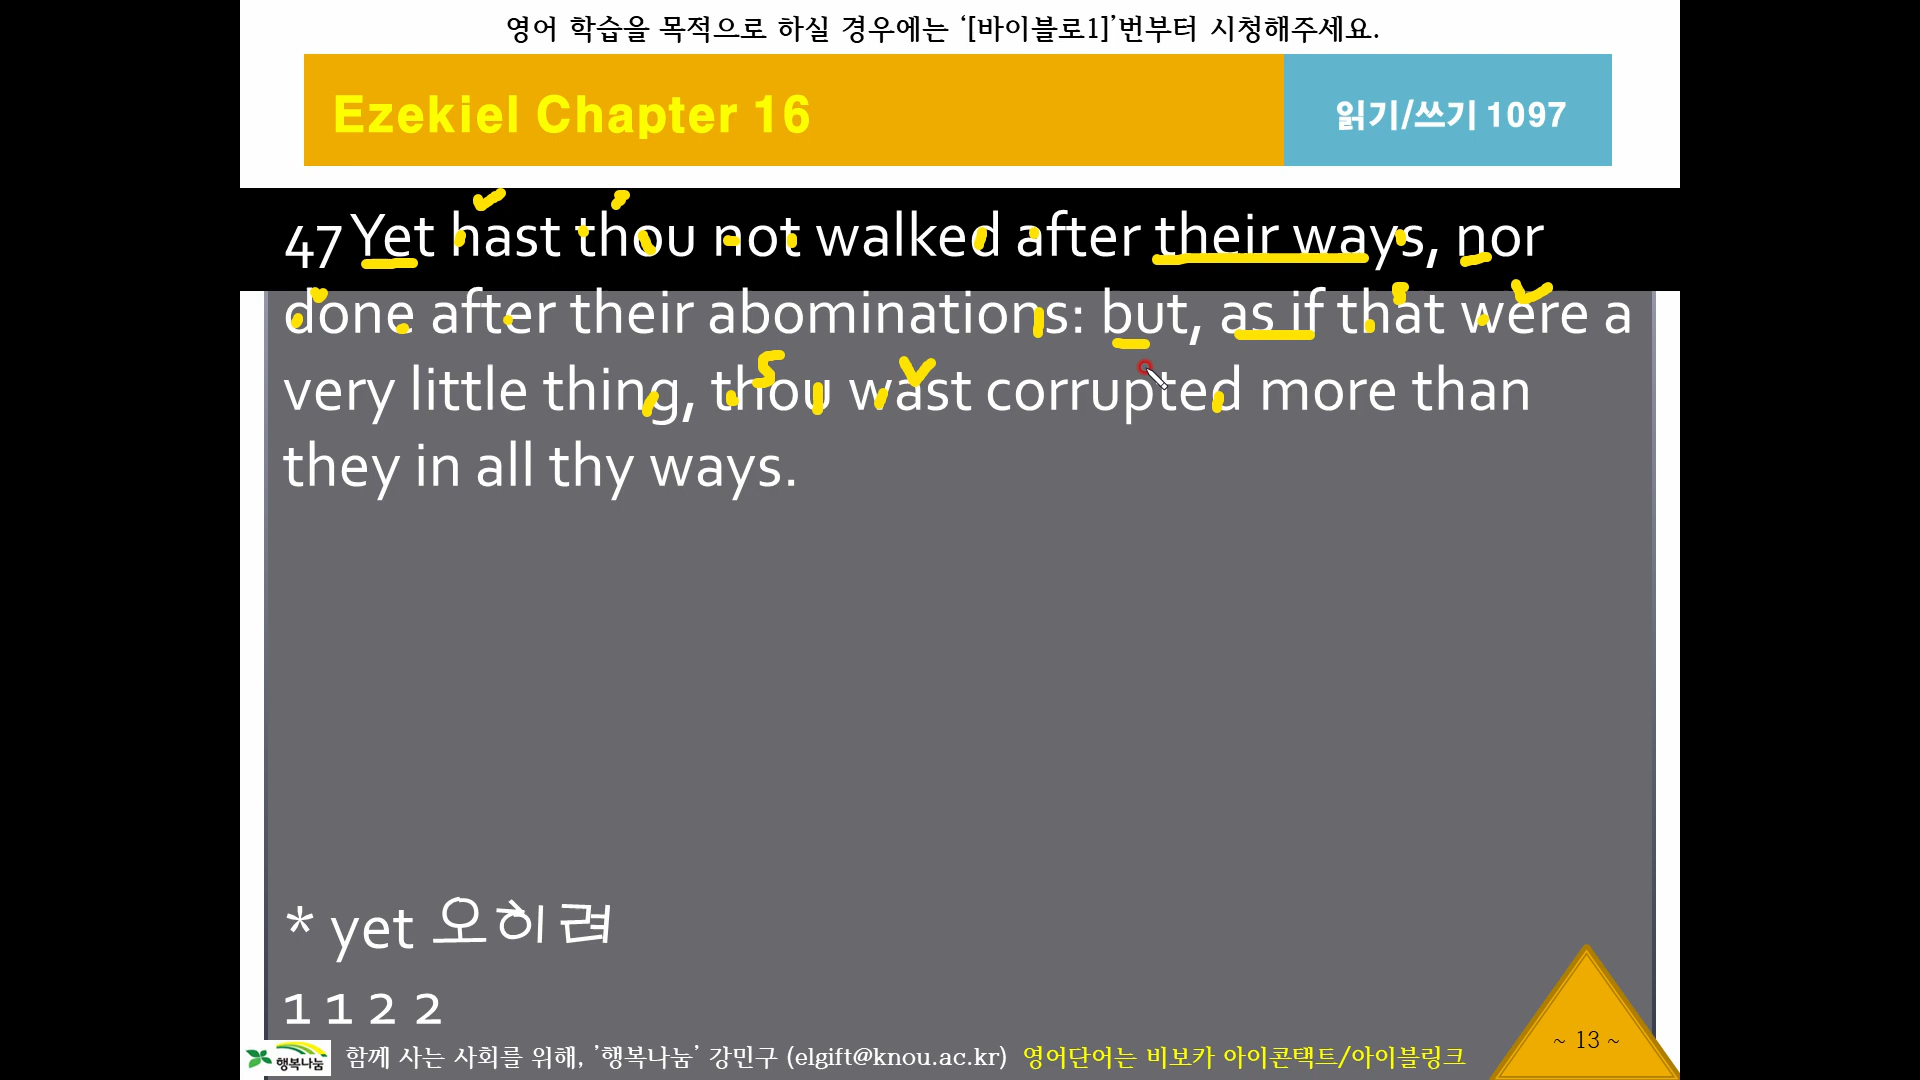 영어 학습을 목적으로 하실 경우에는 ‘[바이블로1]’번부터 시청해주세요.
Ezekiel Chapter 16
읽기/쓰기 1097
47 Yet hast thou not walked after their ways, nor
done after their abominations: but, as if that were a
very little thing, thou wast corrupted more than
they in all thy ways.
* yet 오히려
1 1 2 2
~ 13 ~
행복나눔 함께 사는 사회를 위해, ’행복나눔’ 강민구 (elgift@knou.ac.kr) 영어단어는 비보카 아이콘택트/아이블링크